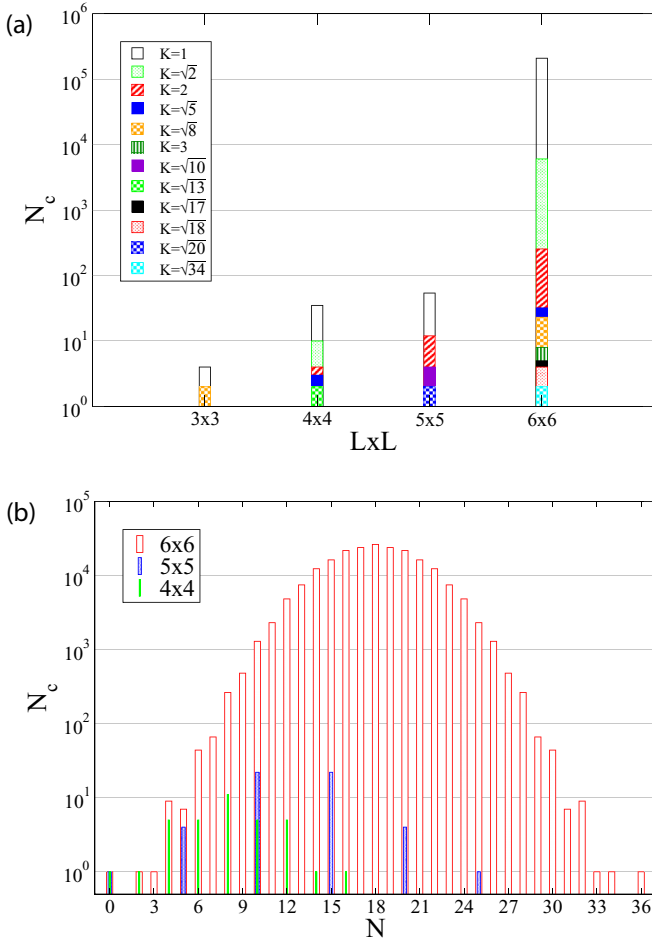 (a)
10^6
10^5
10^4
10^3
10^2
10^1
10^0
N_c
K=1
K=√2
K=2
K=√5
K=√8
K=3
K=√10
K=√13
K=√17
K=√18
K=√20
K=√34
3x3 4x4 5x5 6x6
LxL
(b)
10^5
10^4
10^3
10^2
10^1
10^0
N_c
6x6
5x5
4x4
0 3 6 9 12 15 18 21 24 27 30 33 36
N